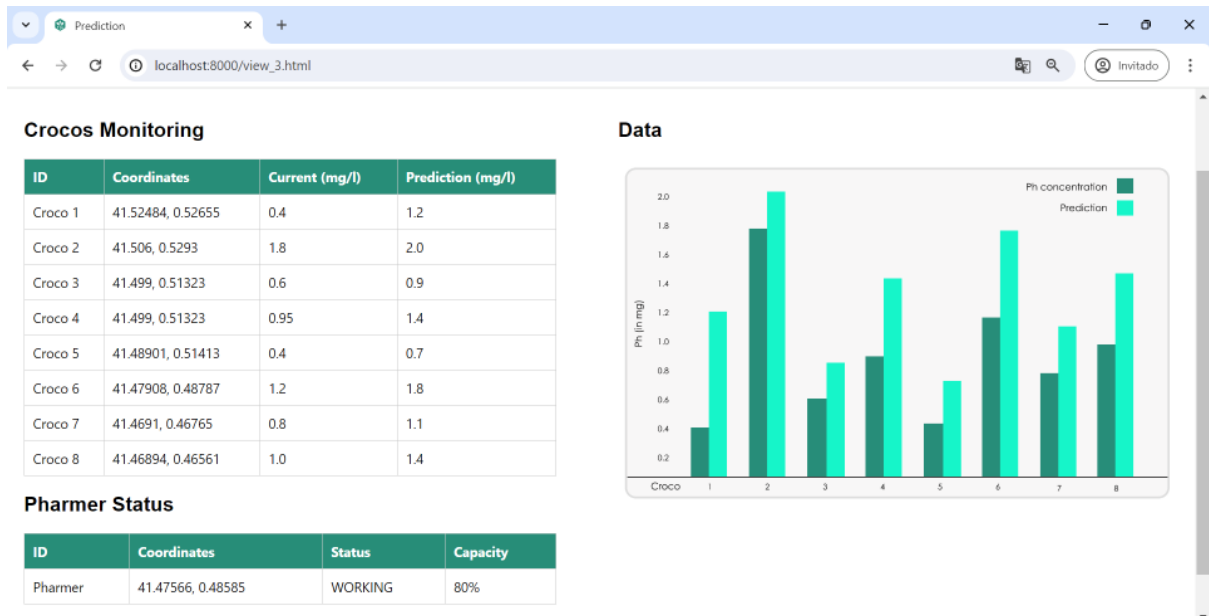 Prediction
localhost:8000/view_3.html
Invitado
Crocos Monitoring
ID Coordinates Current (mg/l) Prediction (mg/l)
Croco 1 41.52484, 0.52655 0.4 1.2
Croco 2 41.506, 0.5293 1.8 2.0
Croco 3 41.499, 0.51323 0.6 0.9
Croco 4 41.499, 0.51323 0.95 1.4
Croco 5 41.48901, 0.51413 0.4 0.7
Croco 6 41.47908, 0.48787 1.2 1.8
Croco 7 41.4691, 0.46765 0.8 1.1
Croco 8 41.46894, 0.46561 1.0 1.4
Pharmer Status
ID Coordinates Status Capacity
Pharmer 41.47566, 0.48585 WORKING 80%
Data
Ph concentration
Prediction
Ph (in mg)
2.0
1.8
1.6
1.4
1.2
1.0
0.8
0.6
0.4
0.2
Croco 1 2 3 4 5 6 7 8